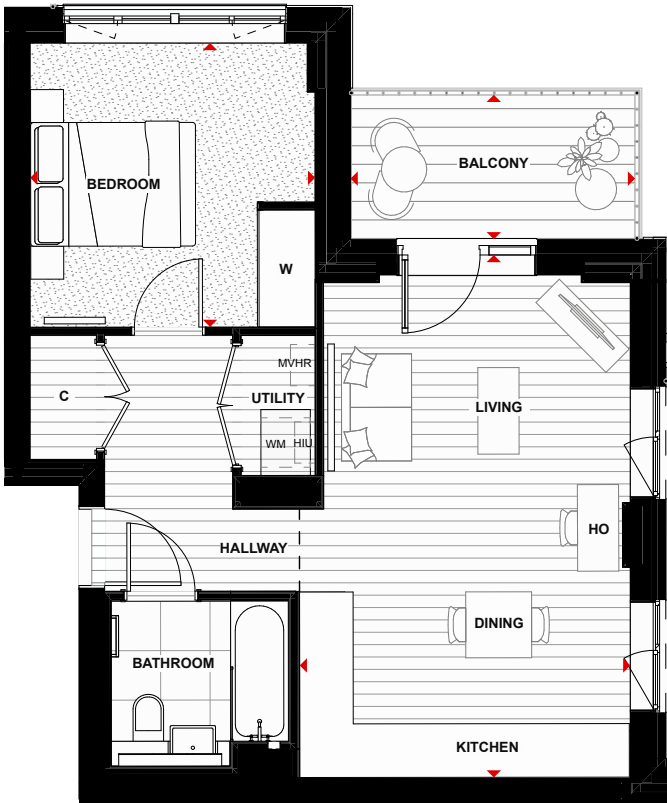 BALCONY
BEDROOM
W
MVHR
C
UTILITY
LIVING
WM
HIU
HO
HALLWAY
DINING
BATHROOM
KITCHEN